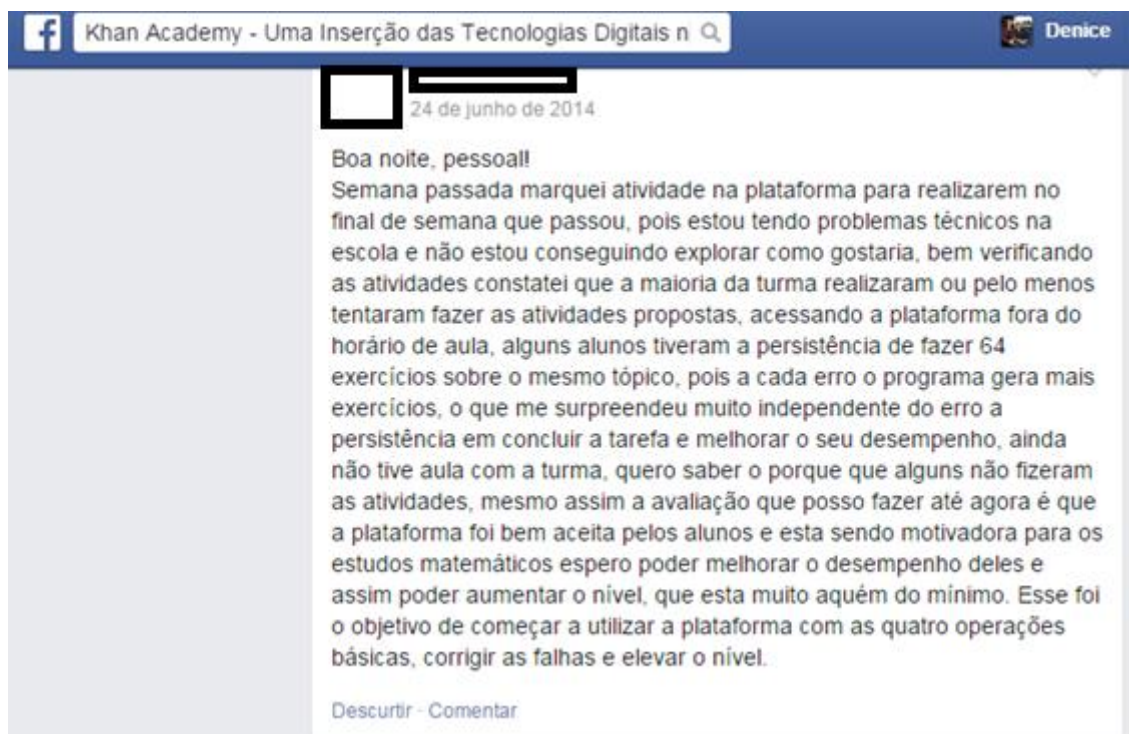 f
Khan Academy - Uma Inserção das Tecnologias Digitais n
Denice
24 de junho de 2014
Boa noite, pessoal!
Semana passada marquei atividade na plataforma para realizarem no
final de semana que passou, pois estou tendo problemas técnicos na
escola e não estou conseguindo explorar como gostaria, bem verificando
as atividades constatei que a maioria da turma realizaram ou pelo menos
tentaram fazer as atividades propostas, acessando a plataforma fora do
horário de aula, alguns alunos tiveram a persistência de fazer 64
exercícios sobre o mesmo tópico, pois a cada erro o programa gera mais
exercícios, o que me surpreendeu muito independente do erro a
persistência em concluir a tarefa e melhorar o seu desempenho, ainda
não tive aula com a turma, quero saber o porque que alguns não fizeram
as atividades, mesmo assim a avaliação que posso fazer até agora é que
a plataforma foi bem aceita pelos alunos e esta sendo motivadora para os
estudos matemáticos espero poder melhorar o desempenho deles e
assim poder aumentar o nível, que esta muito aquém do mínimo. Esse foi
o objetivo de começar a utilizar a plataforma com as quatro operações
básicas, corrigir as falhas e elevar o nível.
Descurtir · Comentar